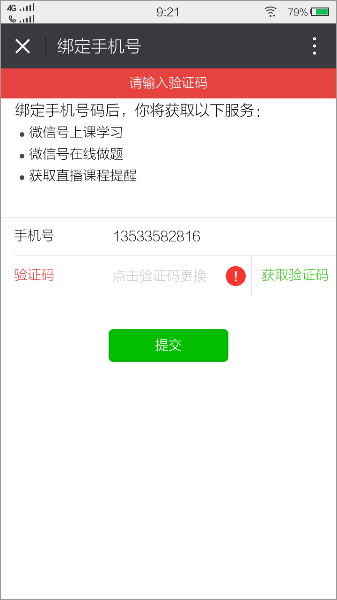 4G 9:21 79%
绑定手机号
请输入验证码
绑定手机号码后，你将获取以下服务：
• 微信号上课学习
• 微信号在线做题
• 获取直播课程提醒
手机号 13533582816
验证码 点击验证码更换 ! 获取验证码
提交